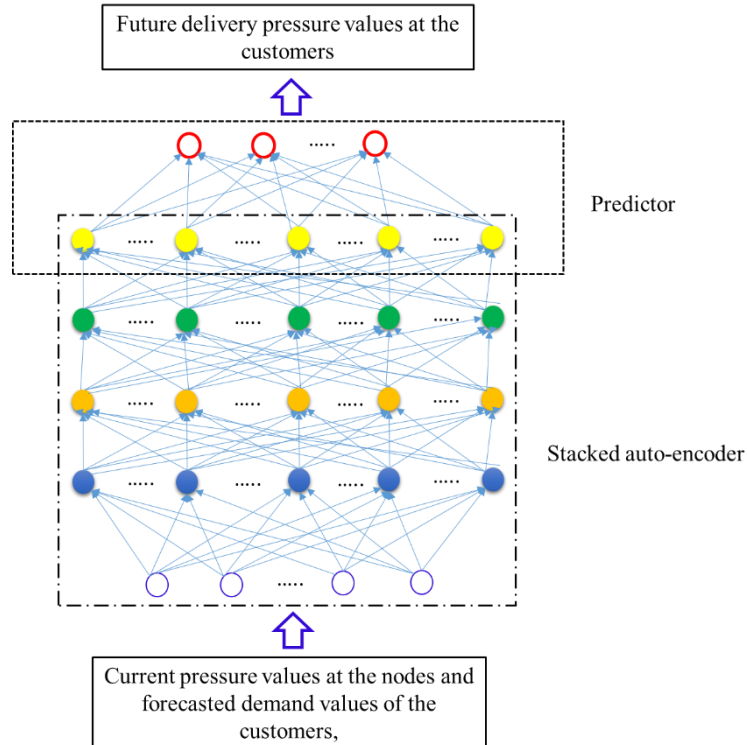 Future delivery pressure values at the
customers
.....
Predictor
..... ..... ..... .....
..... ..... ..... .....
..... ..... ..... .....
Stacked auto-encoder
..... ..... ..... .....
.....
Current pressure values at the nodes and
forecasted demand values of the
customers,